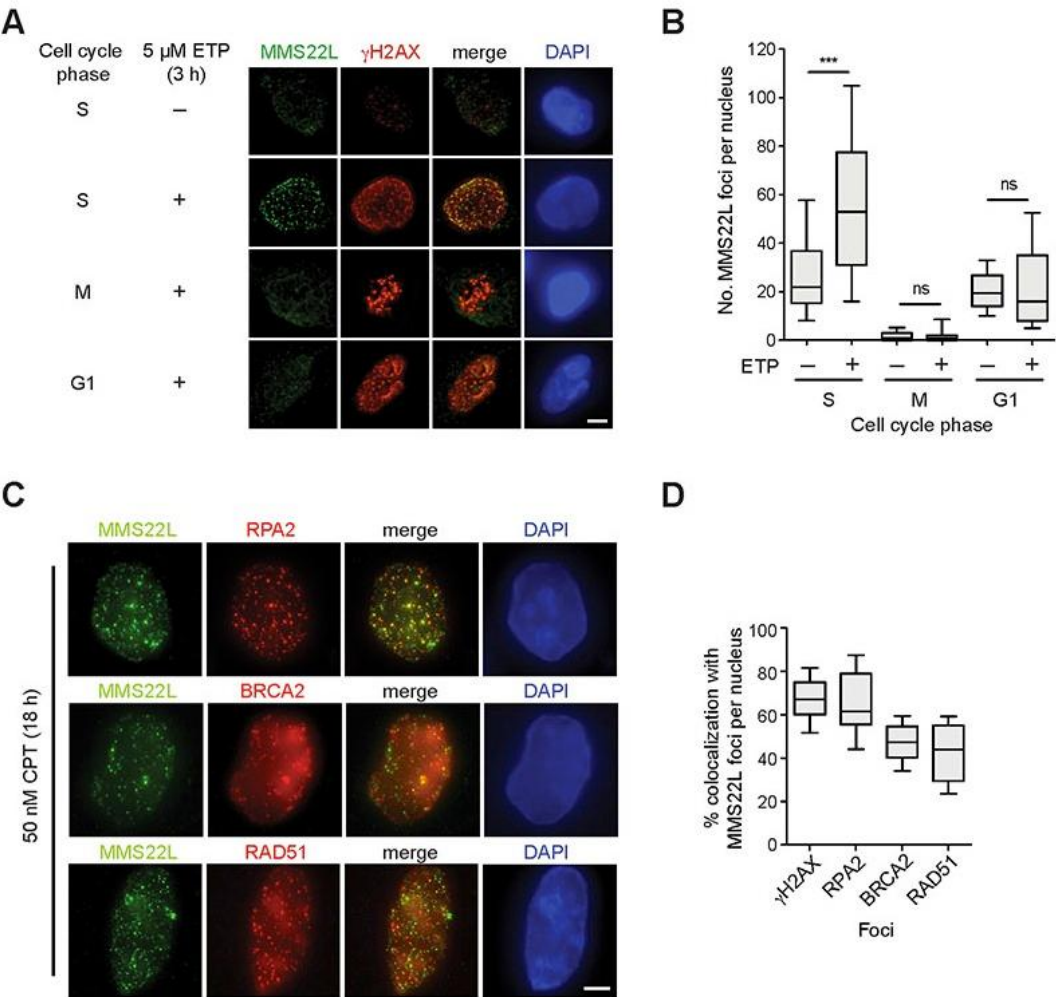 A
Cell cycle phase
5 µM ETP (3 h)
MMS22L γH2AX merge DAPI
S –
S +
M +
G1 +
B
No. MMS22L foci per nucleus
120
100
80
60
40
20
0
***
ns
ns
ETP – + – + – +
S M G1
Cell cycle phase
C
50 nM CPT (18 h)
MMS22L RPA2 merge DAPI
MMS22L BRCA2 merge DAPI
MMS22L RAD51 merge DAPI
D
% colocalization with
MMS22L foci per nucleus
100
80
60
40
20
0
γH2AX RPA2 BRCA2 RAD51
Foci